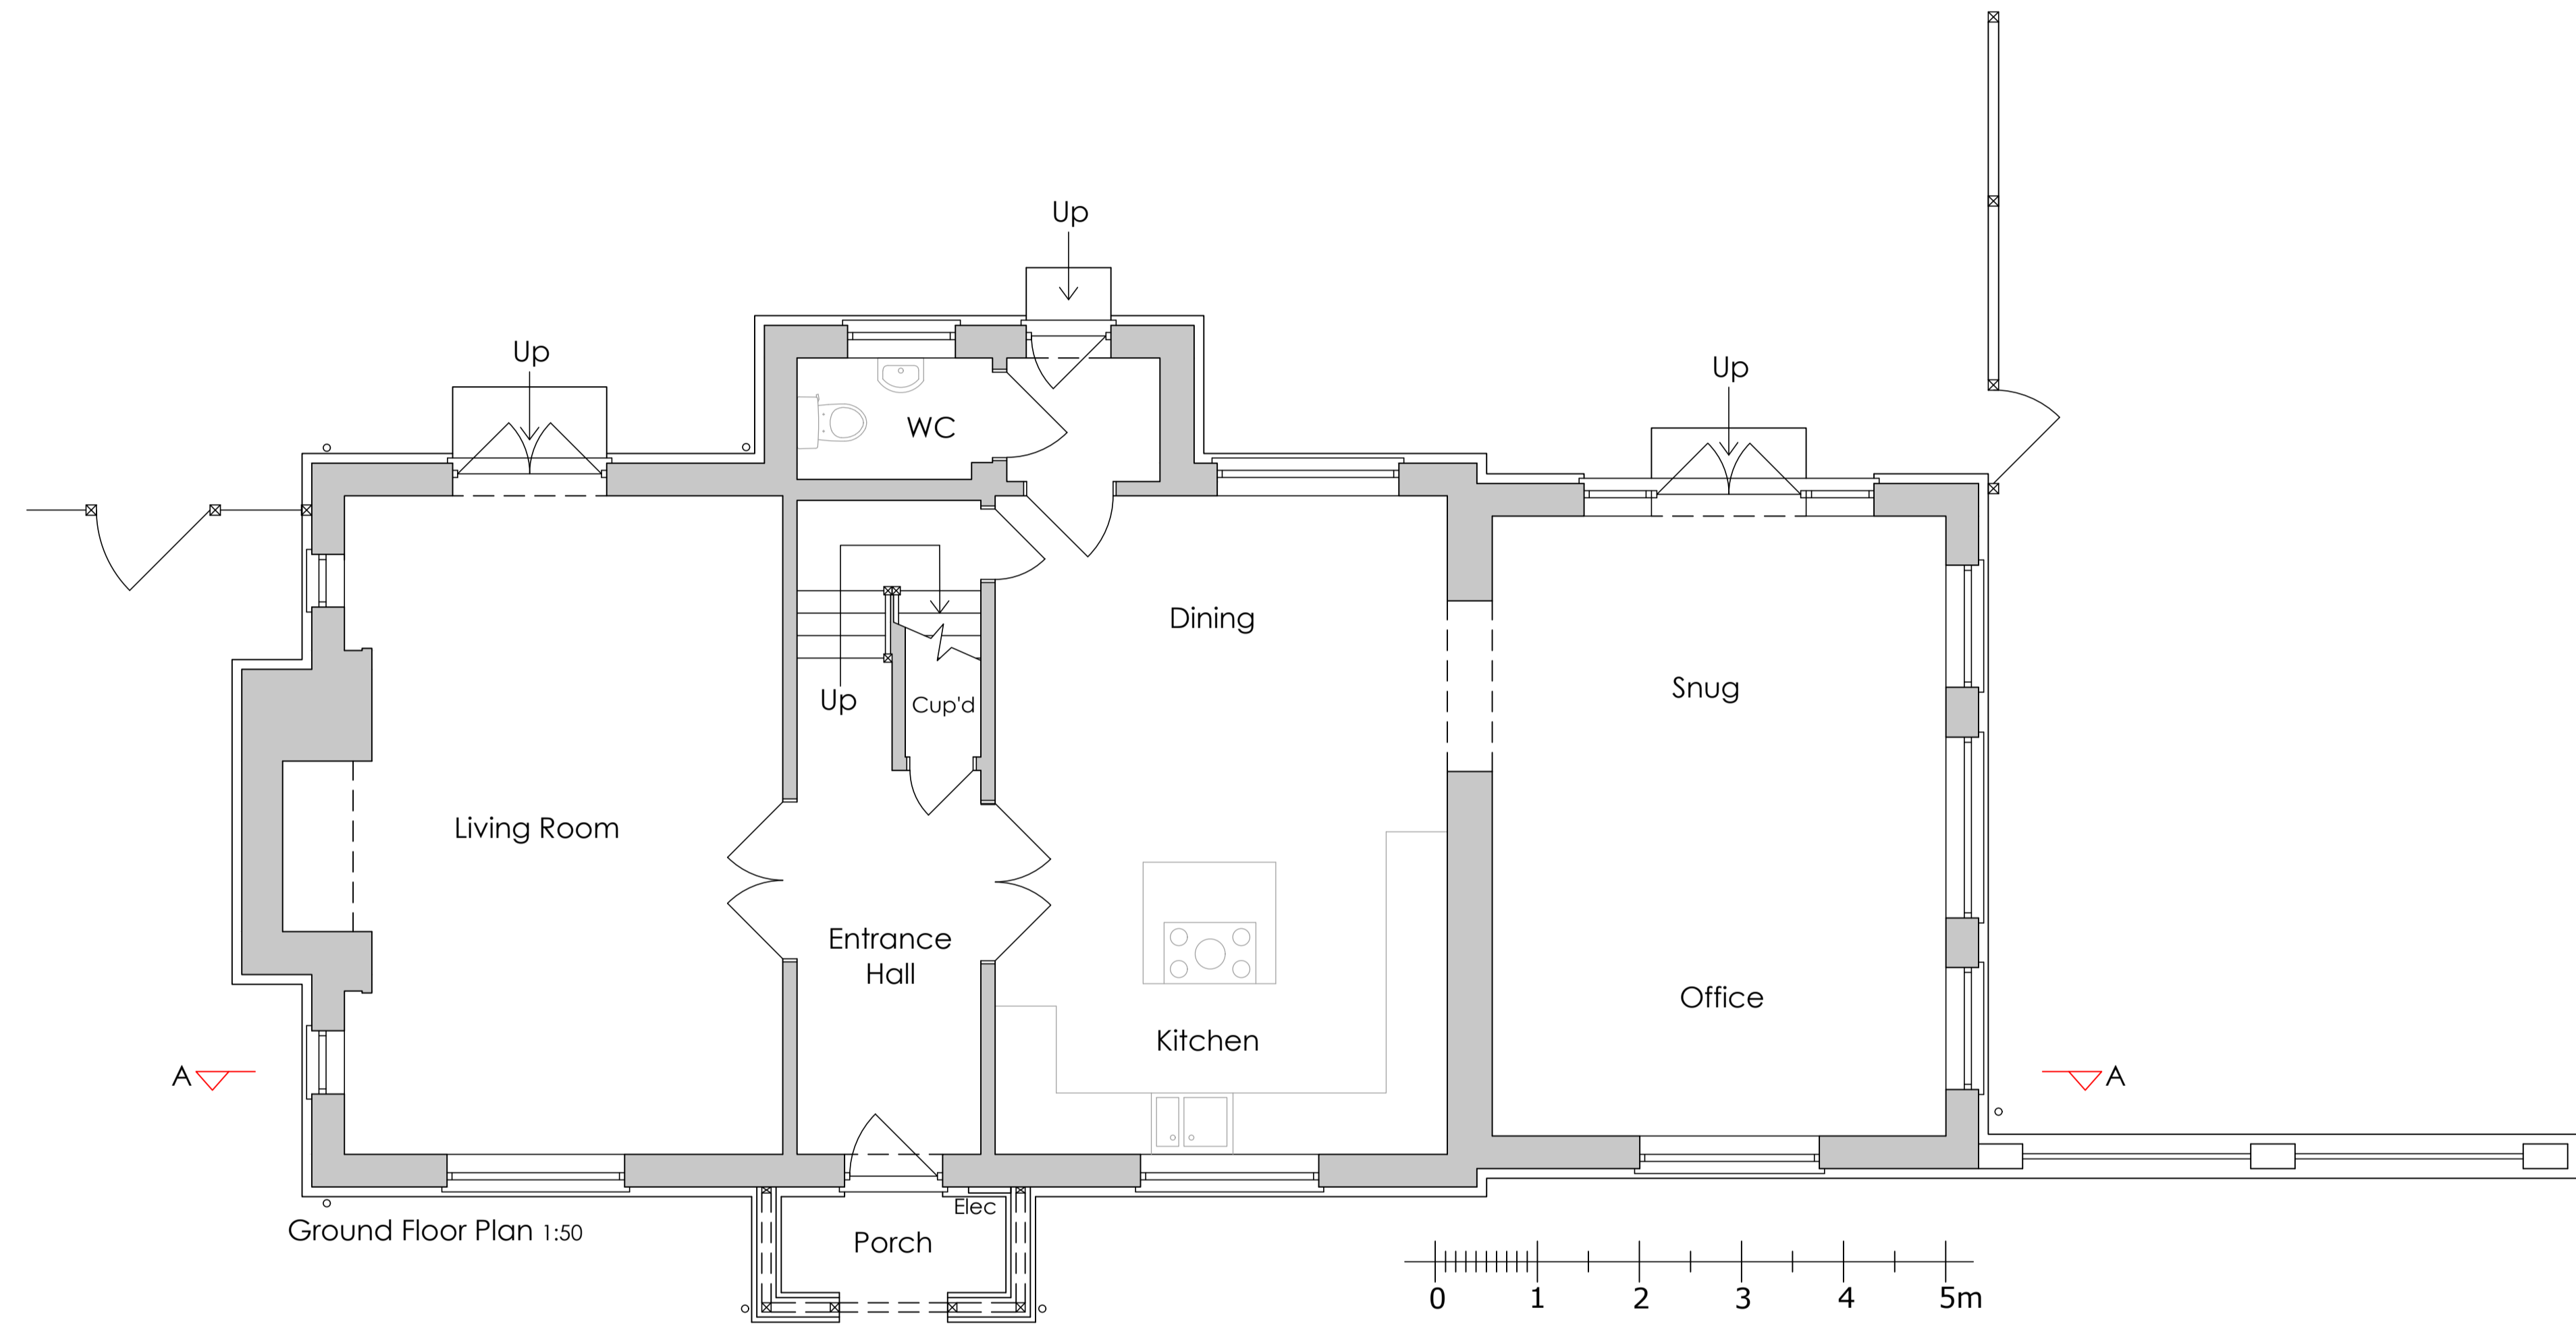 Up
Up
Up
WC
Dining
Snug
Up
Cup'd
Living Room
Entrance
Hall
Office
Kitchen
A
A
Elec
Ground Floor Plan 1:50
Porch
0 1 2 3 4 5m